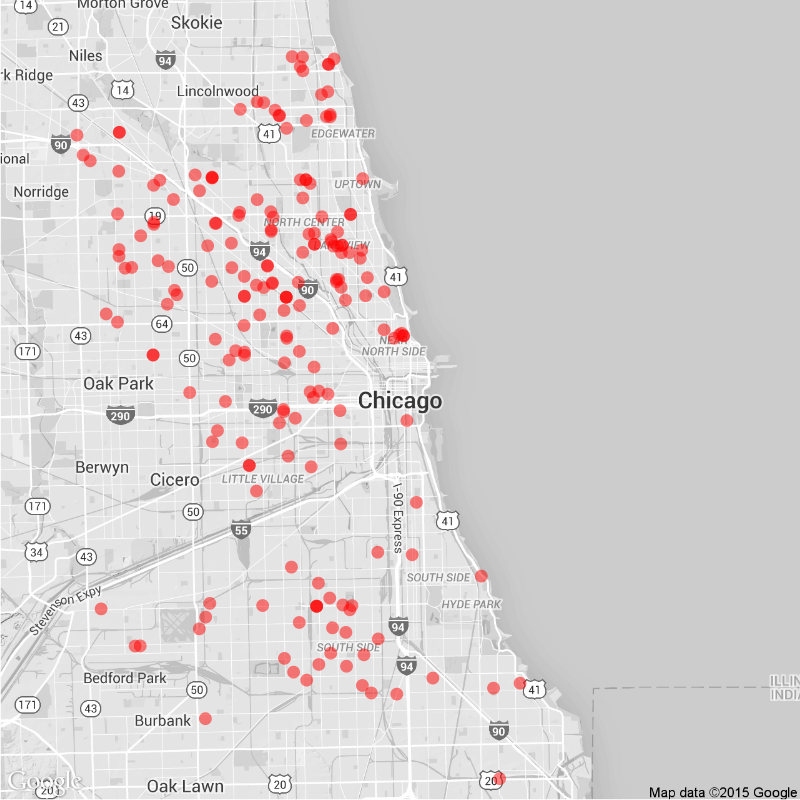 Morton Grove
14
21
Skokie
Niles
94
rk Ridge
14
Lincolnwood
43
41
EDGEWATER
90
ional
Norridge
UPTOWN
19
NORTH CENTER
94
50
41
90
64
43
NEAR
NORTH SIDE
171
50
Oak Park
290
290
Chicago
Berwyn
Cicero
LITTLE VILLAGE
171
50
I-90 Express
41
55
34
43
SOUTH SIDE
Stevenson Expy
HYDE PARK
94
SOUTH SIDE
94
Bedford Park
ILLIN
INDIA
50
41
171
43
Burbank
90
Google
20
Oak Lawn
20
20
Map data ©2015 Google